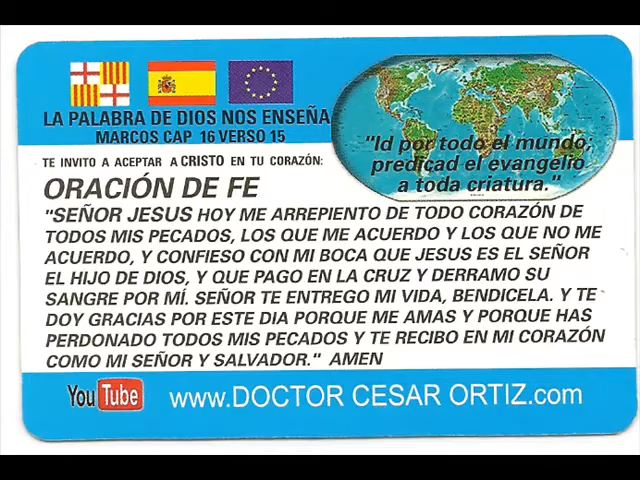 LA PALABRA DE DIOS NOS ENSEÑA
MARCOS CAP 16 VERSO 15
"Id por todo el mundo,
predicad el evangelio
a toda criatura."
TE INVITO A ACEPTAR A CRISTO EN TU CORAZÓN:
ORACIÓN DE FE
"SEÑOR JESUS HOY ME ARREPIENTO DE TODO CORAZÓN DE
TODOS MIS PECADOS, LOS QUE ME ACUERDO Y LOS QUE NO ME
ACUERDO, Y CONFIESO CON MI BOCA QUE JESUS ES EL SEÑOR
EL HIJO DE DIOS, Y QUE PAGO EN LA CRUZ Y DERRAMO SU
SANGRE POR MÍ. SEÑOR TE ENTREGO MI VIDA, BENDICELA. Y TE
DOY GRACIAS POR ESTE DIA PORQUE ME AMAS Y PORQUE HAS
PERDONADO TODOS MIS PECADOS Y TE RECIBO EN MI CORAZÓN
COMO MI SEÑOR Y SALVADOR." AMEN
YouTube www.DOCTOR CESAR ORTIZ.com